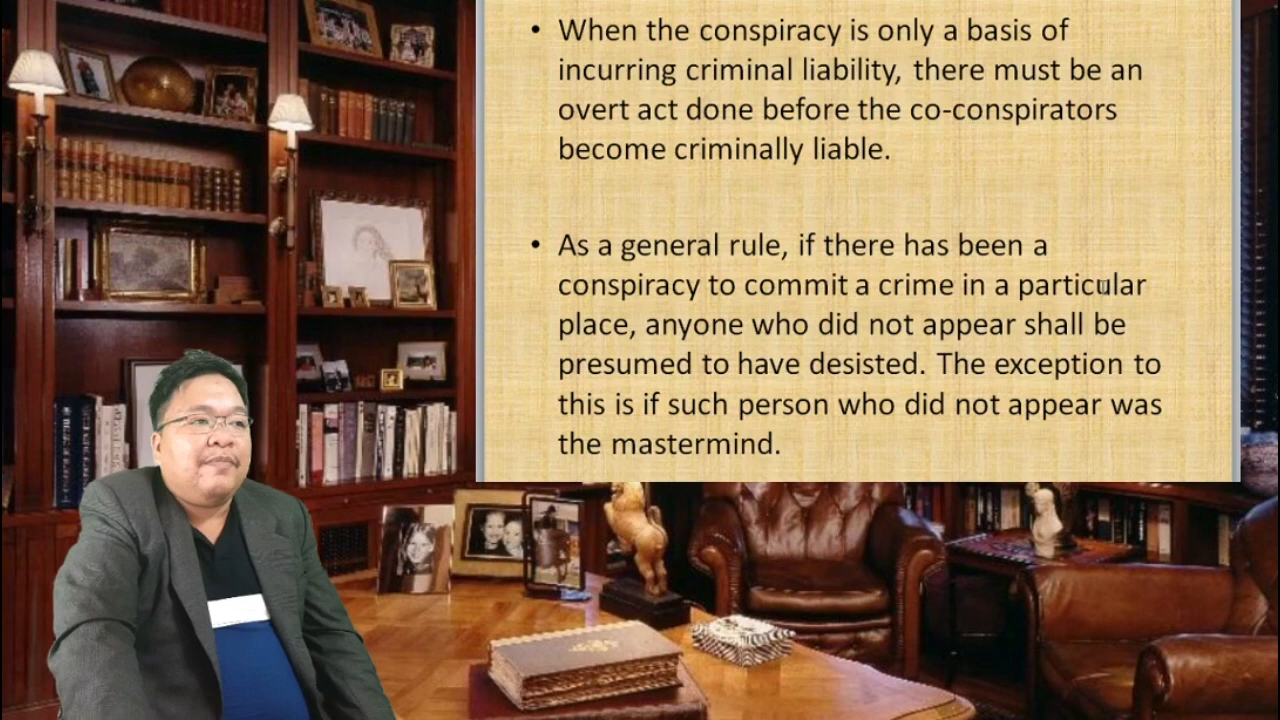 • When the conspiracy is only a basis of
incurring criminal liability, there must be an
overt act done before the co-conspirators
become criminally liable.
• As a general rule, if there has been a
conspiracy to commit a crime in a particular
place, anyone who did not appear shall be
presumed to have desisted. The exception to
this is if such person who did not appear was
the mastermind.